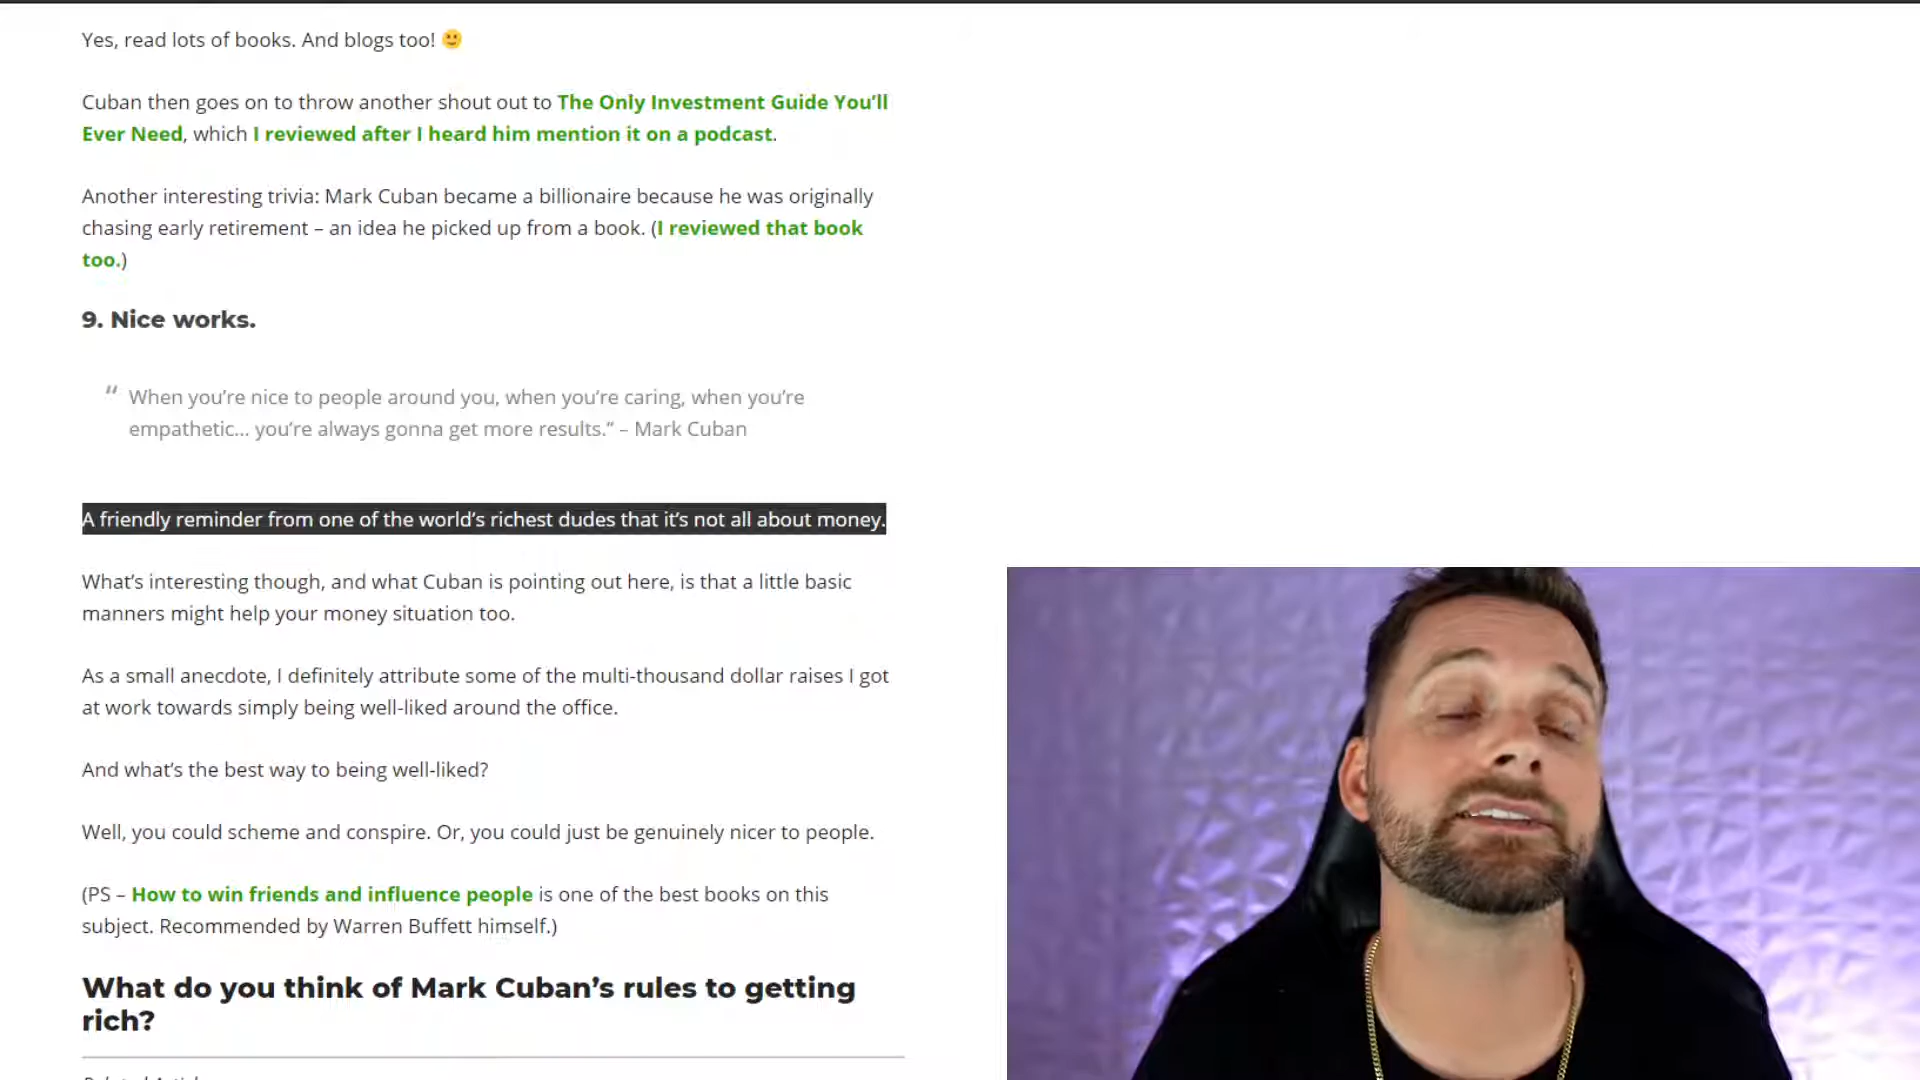 Yes, read lots of books. And blogs too! 🙂
Cuban then goes on to throw another shout out to The Only Investment Guide You’ll
Ever Need, which I reviewed after I heard him mention it on a podcast.
Another interesting trivia: Mark Cuban became a billionaire because he was originally
chasing early retirement – an idea he picked up from a book. (I reviewed that book
too.)
9. Nice works.
“ When you’re nice to people around you, when you’re caring, when you’re
empathetic… you’re always gonna get more results.” – Mark Cuban
A friendly reminder from one of the world’s richest dudes that it’s not all about money.
What’s interesting though, and what Cuban is pointing out here, is that a little basic
manners might help your money situation too.
As a small anecdote, I definitely attribute some of the multi-thousand dollar raises I got
at work towards simply being well-liked around the office.
And what’s the best way to being well-liked?
Well, you could scheme and conspire. Or, you could just be genuinely nicer to people.
(PS – How to win friends and influence people is one of the best books on this
subject. Recommended by Warren Buffett himself.)
What do you think of Mark Cuban’s rules to getting
rich?